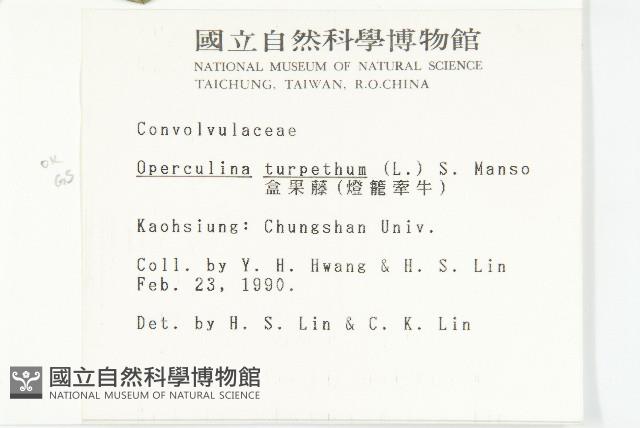 國立自然科學博物館
NATIONAL MUSEUM OF NATURAL SCIENCE
TAICHUNG, TAIWAN, R.O.CHINA
Convolvulaceae
Operculina turpethum (L.) S. Manso
盒果藤(燈籠牽牛)
OK
GS
Kaohsiung: Chungshan Univ.
Coll. by Y. H. Hwang & H. S. Lin
Feb. 23, 1990.
Det. by H. S. Lin & C. K. Lin
國立自然科學博物館
NATIONAL MUSEUM OF NATURAL SCIENCE